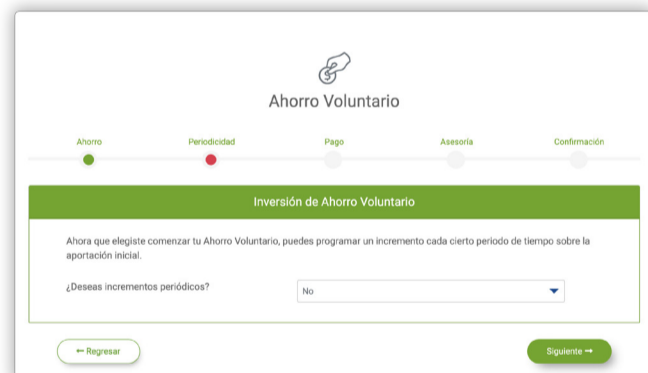 Ahorro Voluntario
Ahorro
Periodicidad
Pago
Asesoría
Confirmación
Inversión de Ahorro Voluntario
Ahora que elegiste comenzar tu Ahorro Voluntario, puedes programar un incremento cada cierto periodo de tiempo sobre la
aportación inicial.
¿Deseas incrementos periódicos?
No
← Regresar
Siguiente →